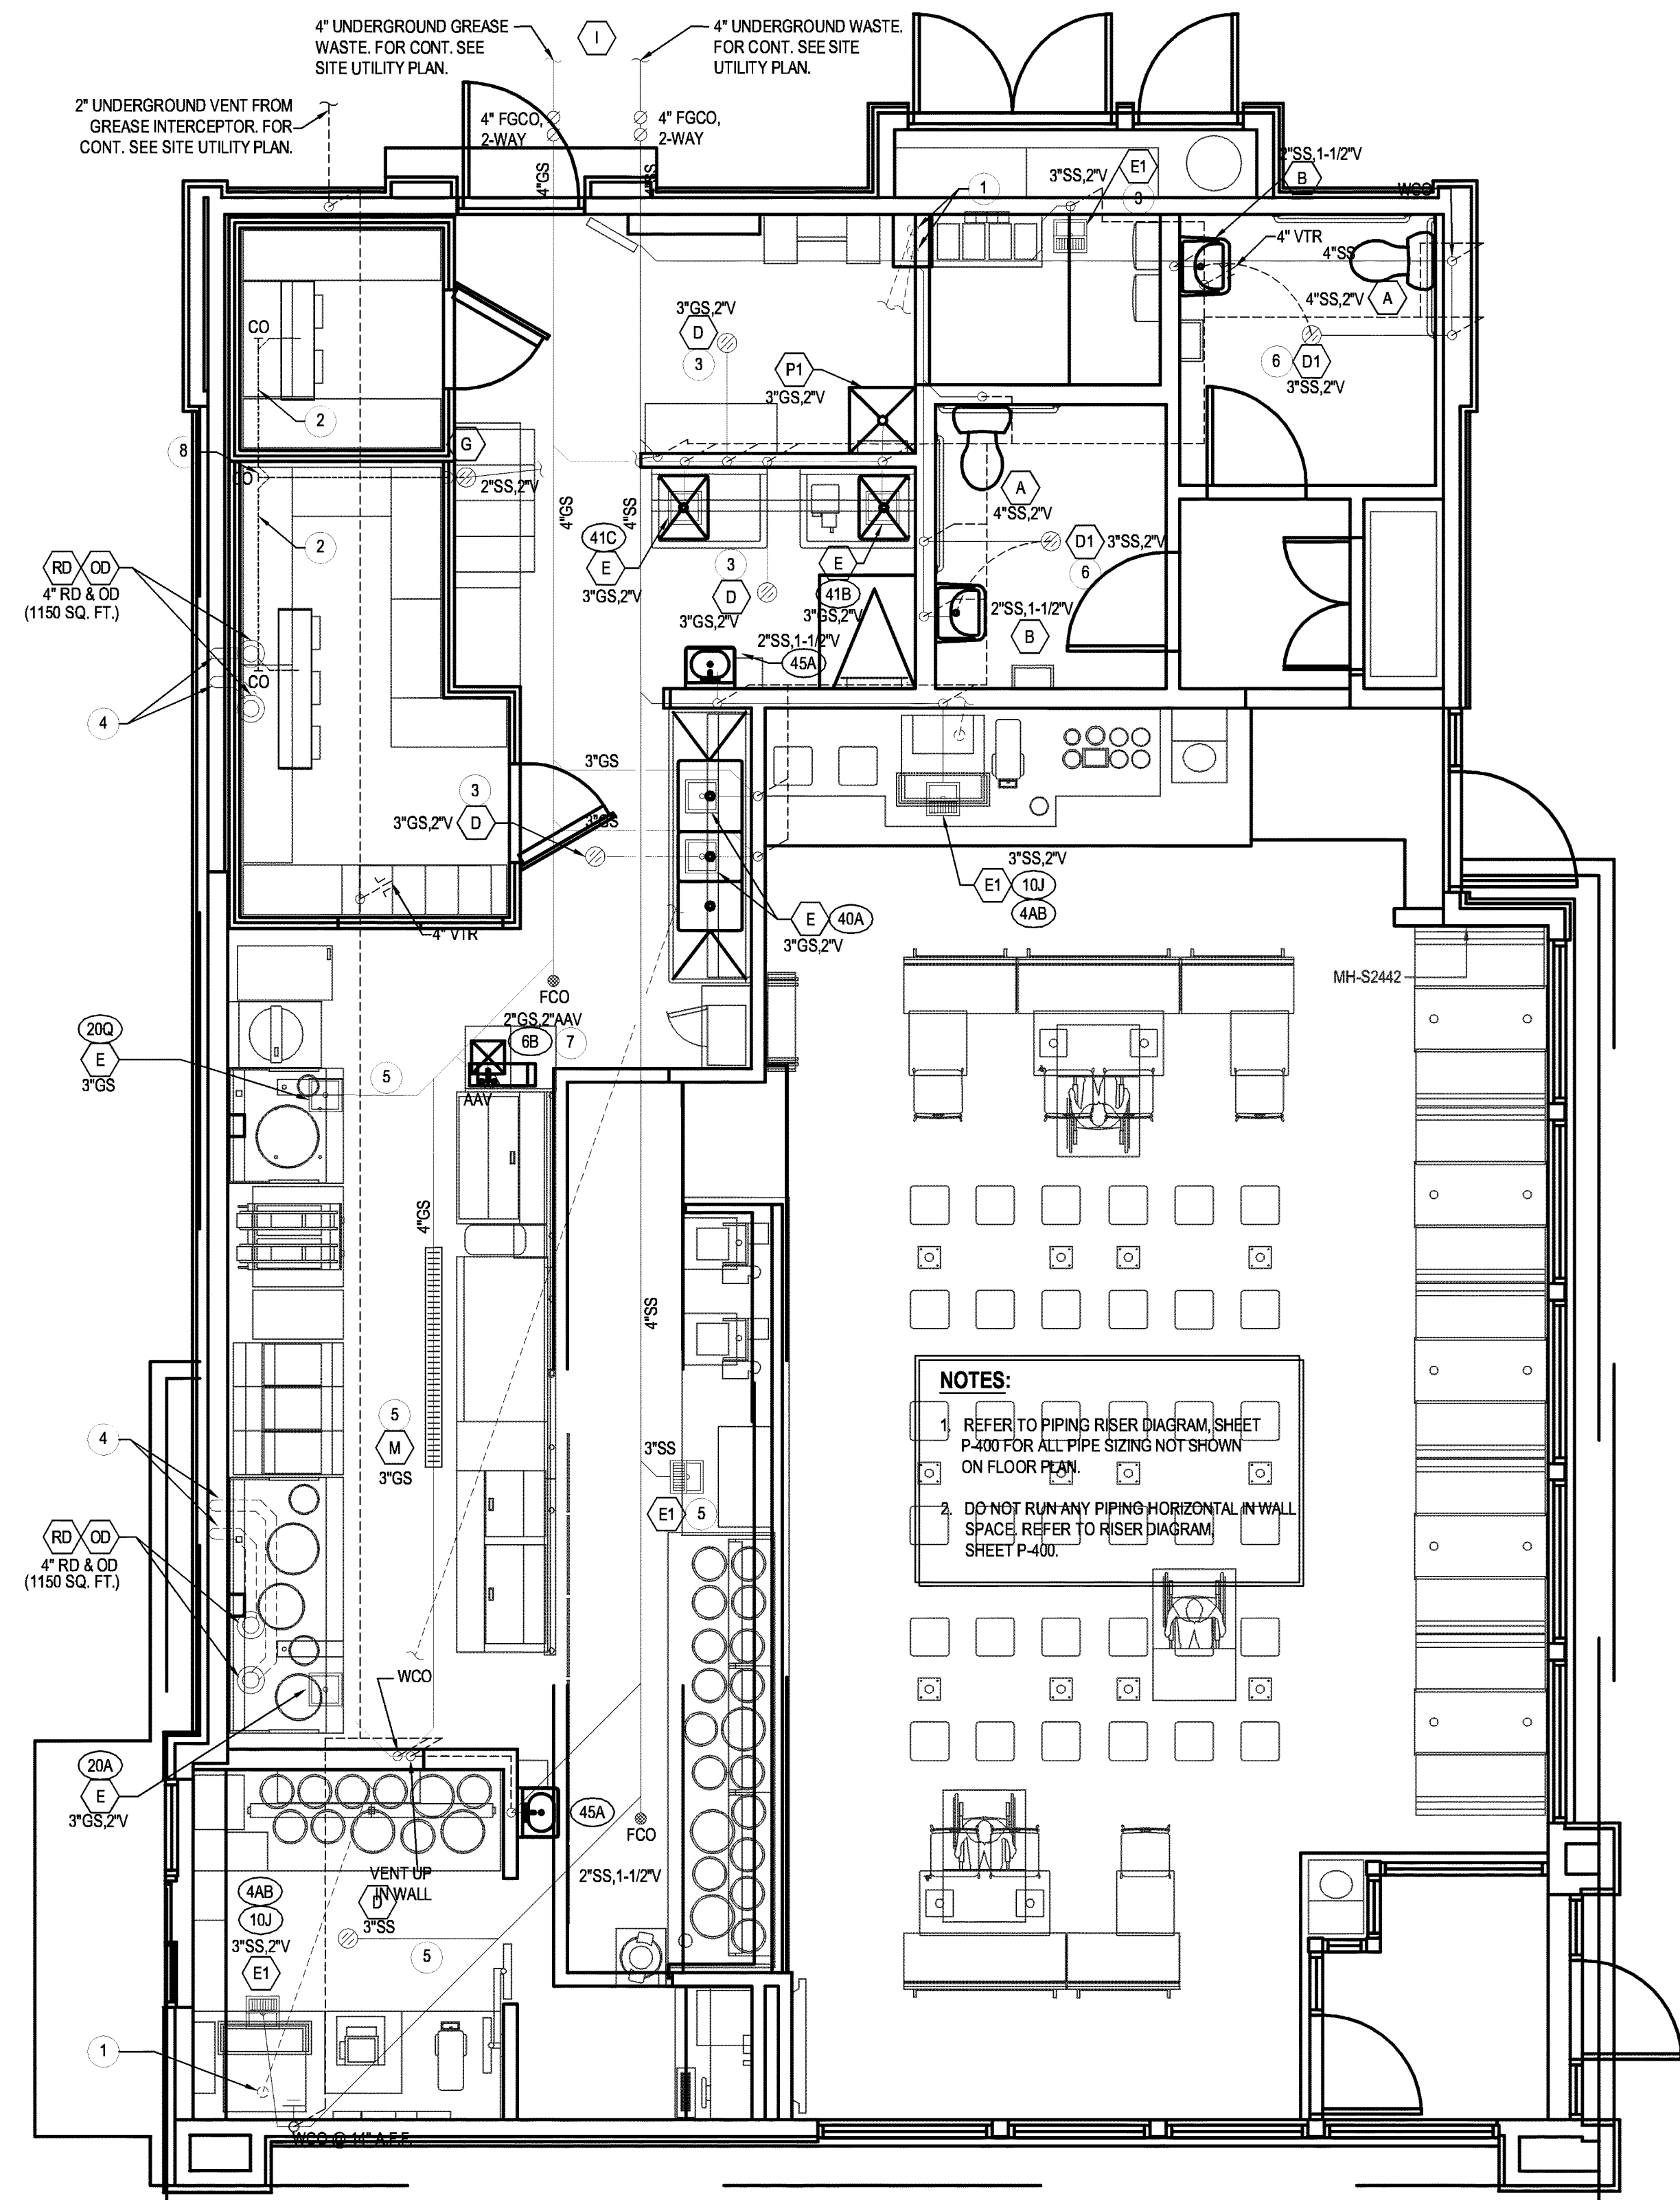 4" UNDERGROUND GREASE
WASTE. FOR CONT. SEE
SITE UTILITY PLAN.
I
4" UNDERGROUND WASTE.
FOR CONT. SEE SITE
UTILITY PLAN.
2" UNDERGROUND VENT FROM
GREASE INTERCEPTOR. FOR
CONT. SEE SITE UTILITY PLAN.
4" FGCO,
2-WAY
4" FGCO,
2-WAY
4"GS
4"SS
1
3"SS,2"V
E1
3
2"SS,1-1/2"V
B
WCO
4" VTR
4"SS
4"SS,2"V
A
6
D1
3"SS,2"V
3"GS,2"V
D
3
P1
3"GS,2"V
CO
2
8
CO
G
2"SS,2"V
2
4"GS
4"SS
41C
E
3"GS,2"V
3
D
3"GS,2"V
E
41B
3"GS,2"V
A
4"SS,2"V
D1
3"SS,2"V
6
2"SS,1-1/2"V
B
2"SS,1-1/2"V
45A
RD
OD
4" RD & OD
(1150 SQ. FT.)
CO
4
3"GS
3
3"GS,2"V
D
3"GS
3"SS,2"V
E1
10J
4AB
E
40A
3"GS,2"V
4" VTR
MH-S2442
FCO
2"GS,2"AAV
6B
7
AAV
20Q
E
3"GS
5
4"GS
4"SS
5
M
3"GS
3"SS
E1
5
NOTES:
1. REFER TO PIPING RISER DIAGRAM, SHEET
P-400 FOR ALL PIPE SIZING NOT SHOWN
ON FLOOR PLAN.
2. DO NOT RUN ANY PIPING HORIZONTAL IN WALL
SPACE. REFER TO RISER DIAGRAM,
SHEET P-400.
4
RD
OD
4" RD & OD
(1150 SQ. FT.)
WCO
20A
E
3"GS,2"V
45A
FCO
2"SS,1-1/2"V
VENT UP
IN WALL
D
3"SS
4AB
10J
3"SS,2"V
E1
5
1
WCO @ 14" A.F.F.